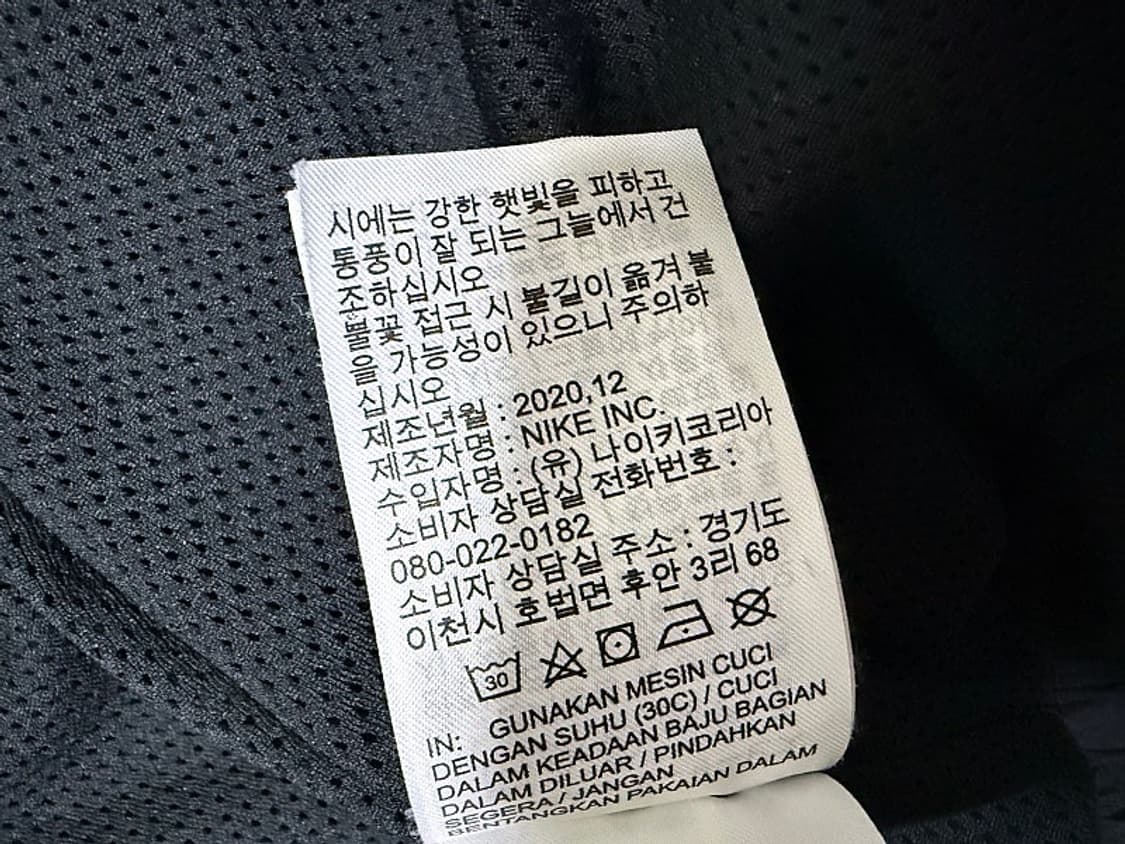 시에는 강한 햇빛을 피하고
통풍이 잘 되는 그늘에서 건
조하십시오
불꽃 접근 시 불길이 옮겨 붙
을 가능성이 있으니 주의하
십시오
제조년월 : 2020,12
제조자명 : NIKE INC.
수입자명 : (유) 나이키코리아
소비자 상담실 전화번호 :
080-022-0182
소비자 상담실 주소 : 경기도
이천시 호법면 후안 3리 68
30
IN: GUNAKAN MESIN CUCI
DENGAN SUHU (30C) / CUCI
DALAM KEADAAN BAJU BAGIAN
DALAM DILUAR / PINDAHKAN
SEGERA / JANGAN
BENTANGKAN PAKAIAN DALAM